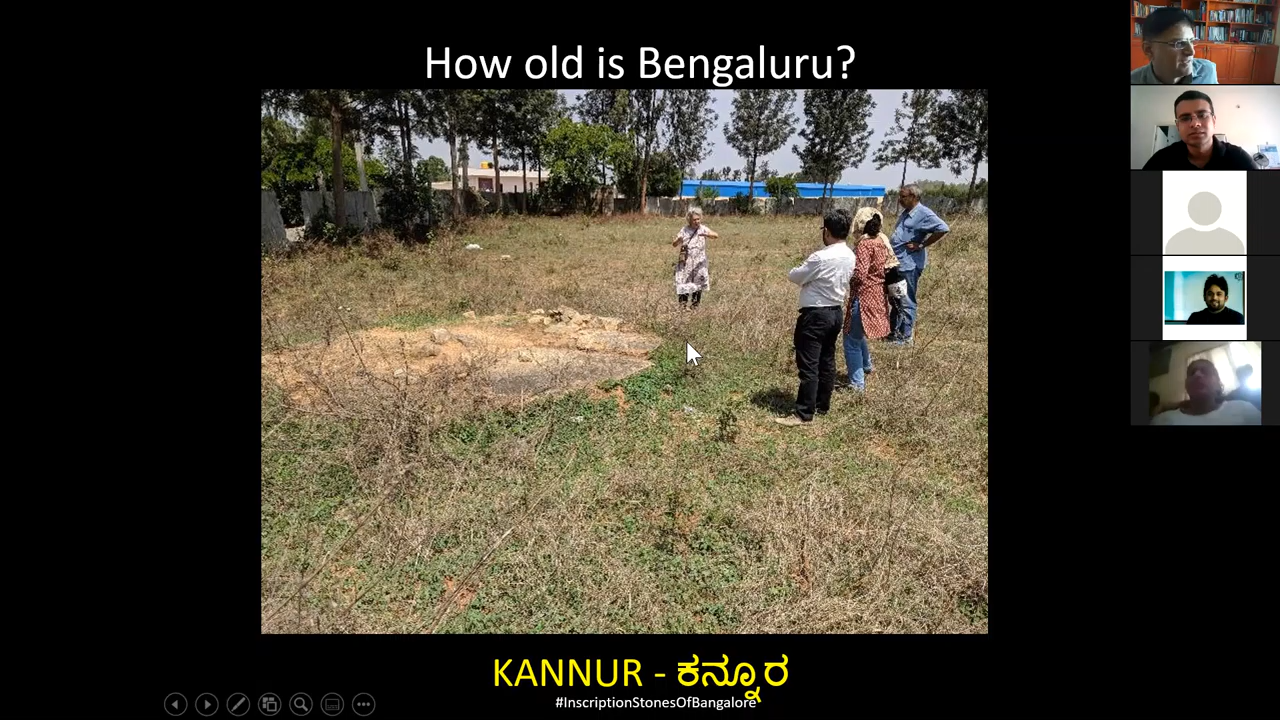 How old is Bengaluru?
KANNUR - ಕನ್ನೂರ
#InscriptionStonesOfBangalore